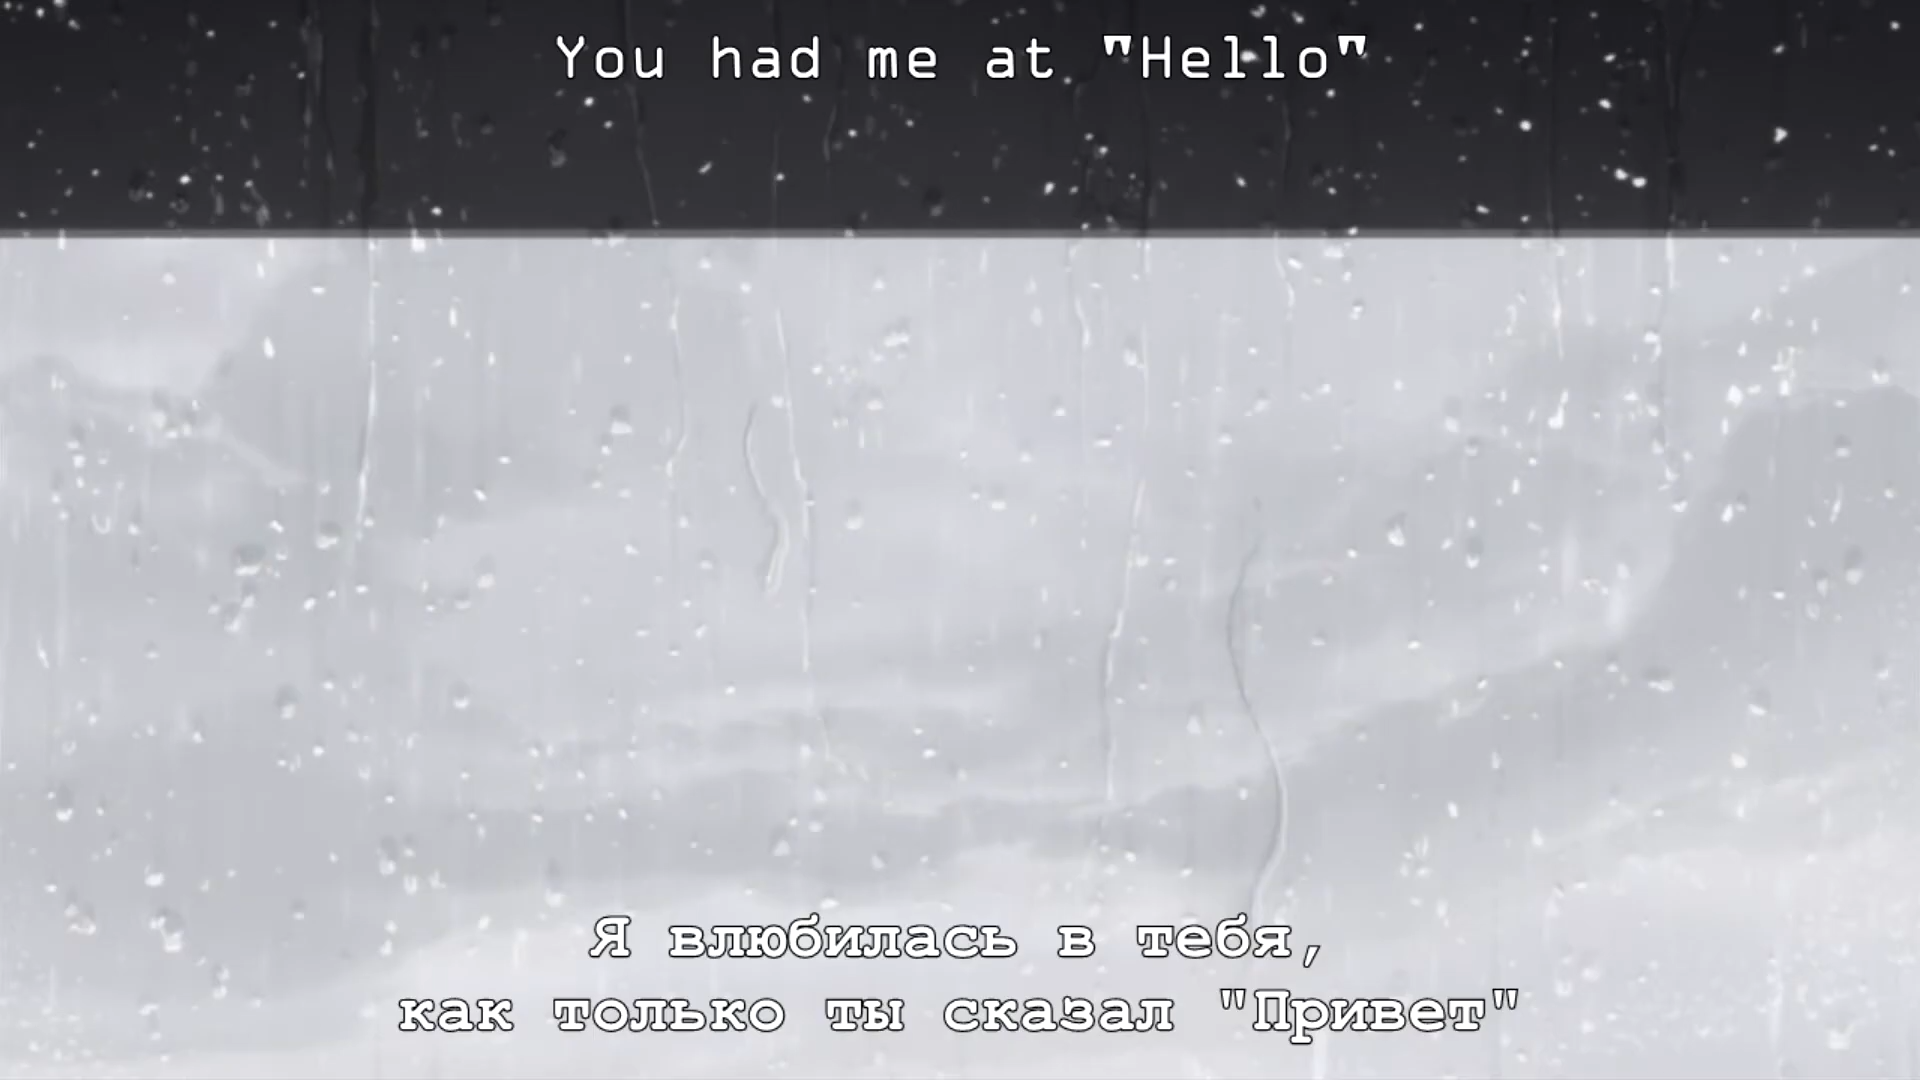 You had me at "Hello"
Я влюбилась в тебя,
как только ты сказал "Привет"